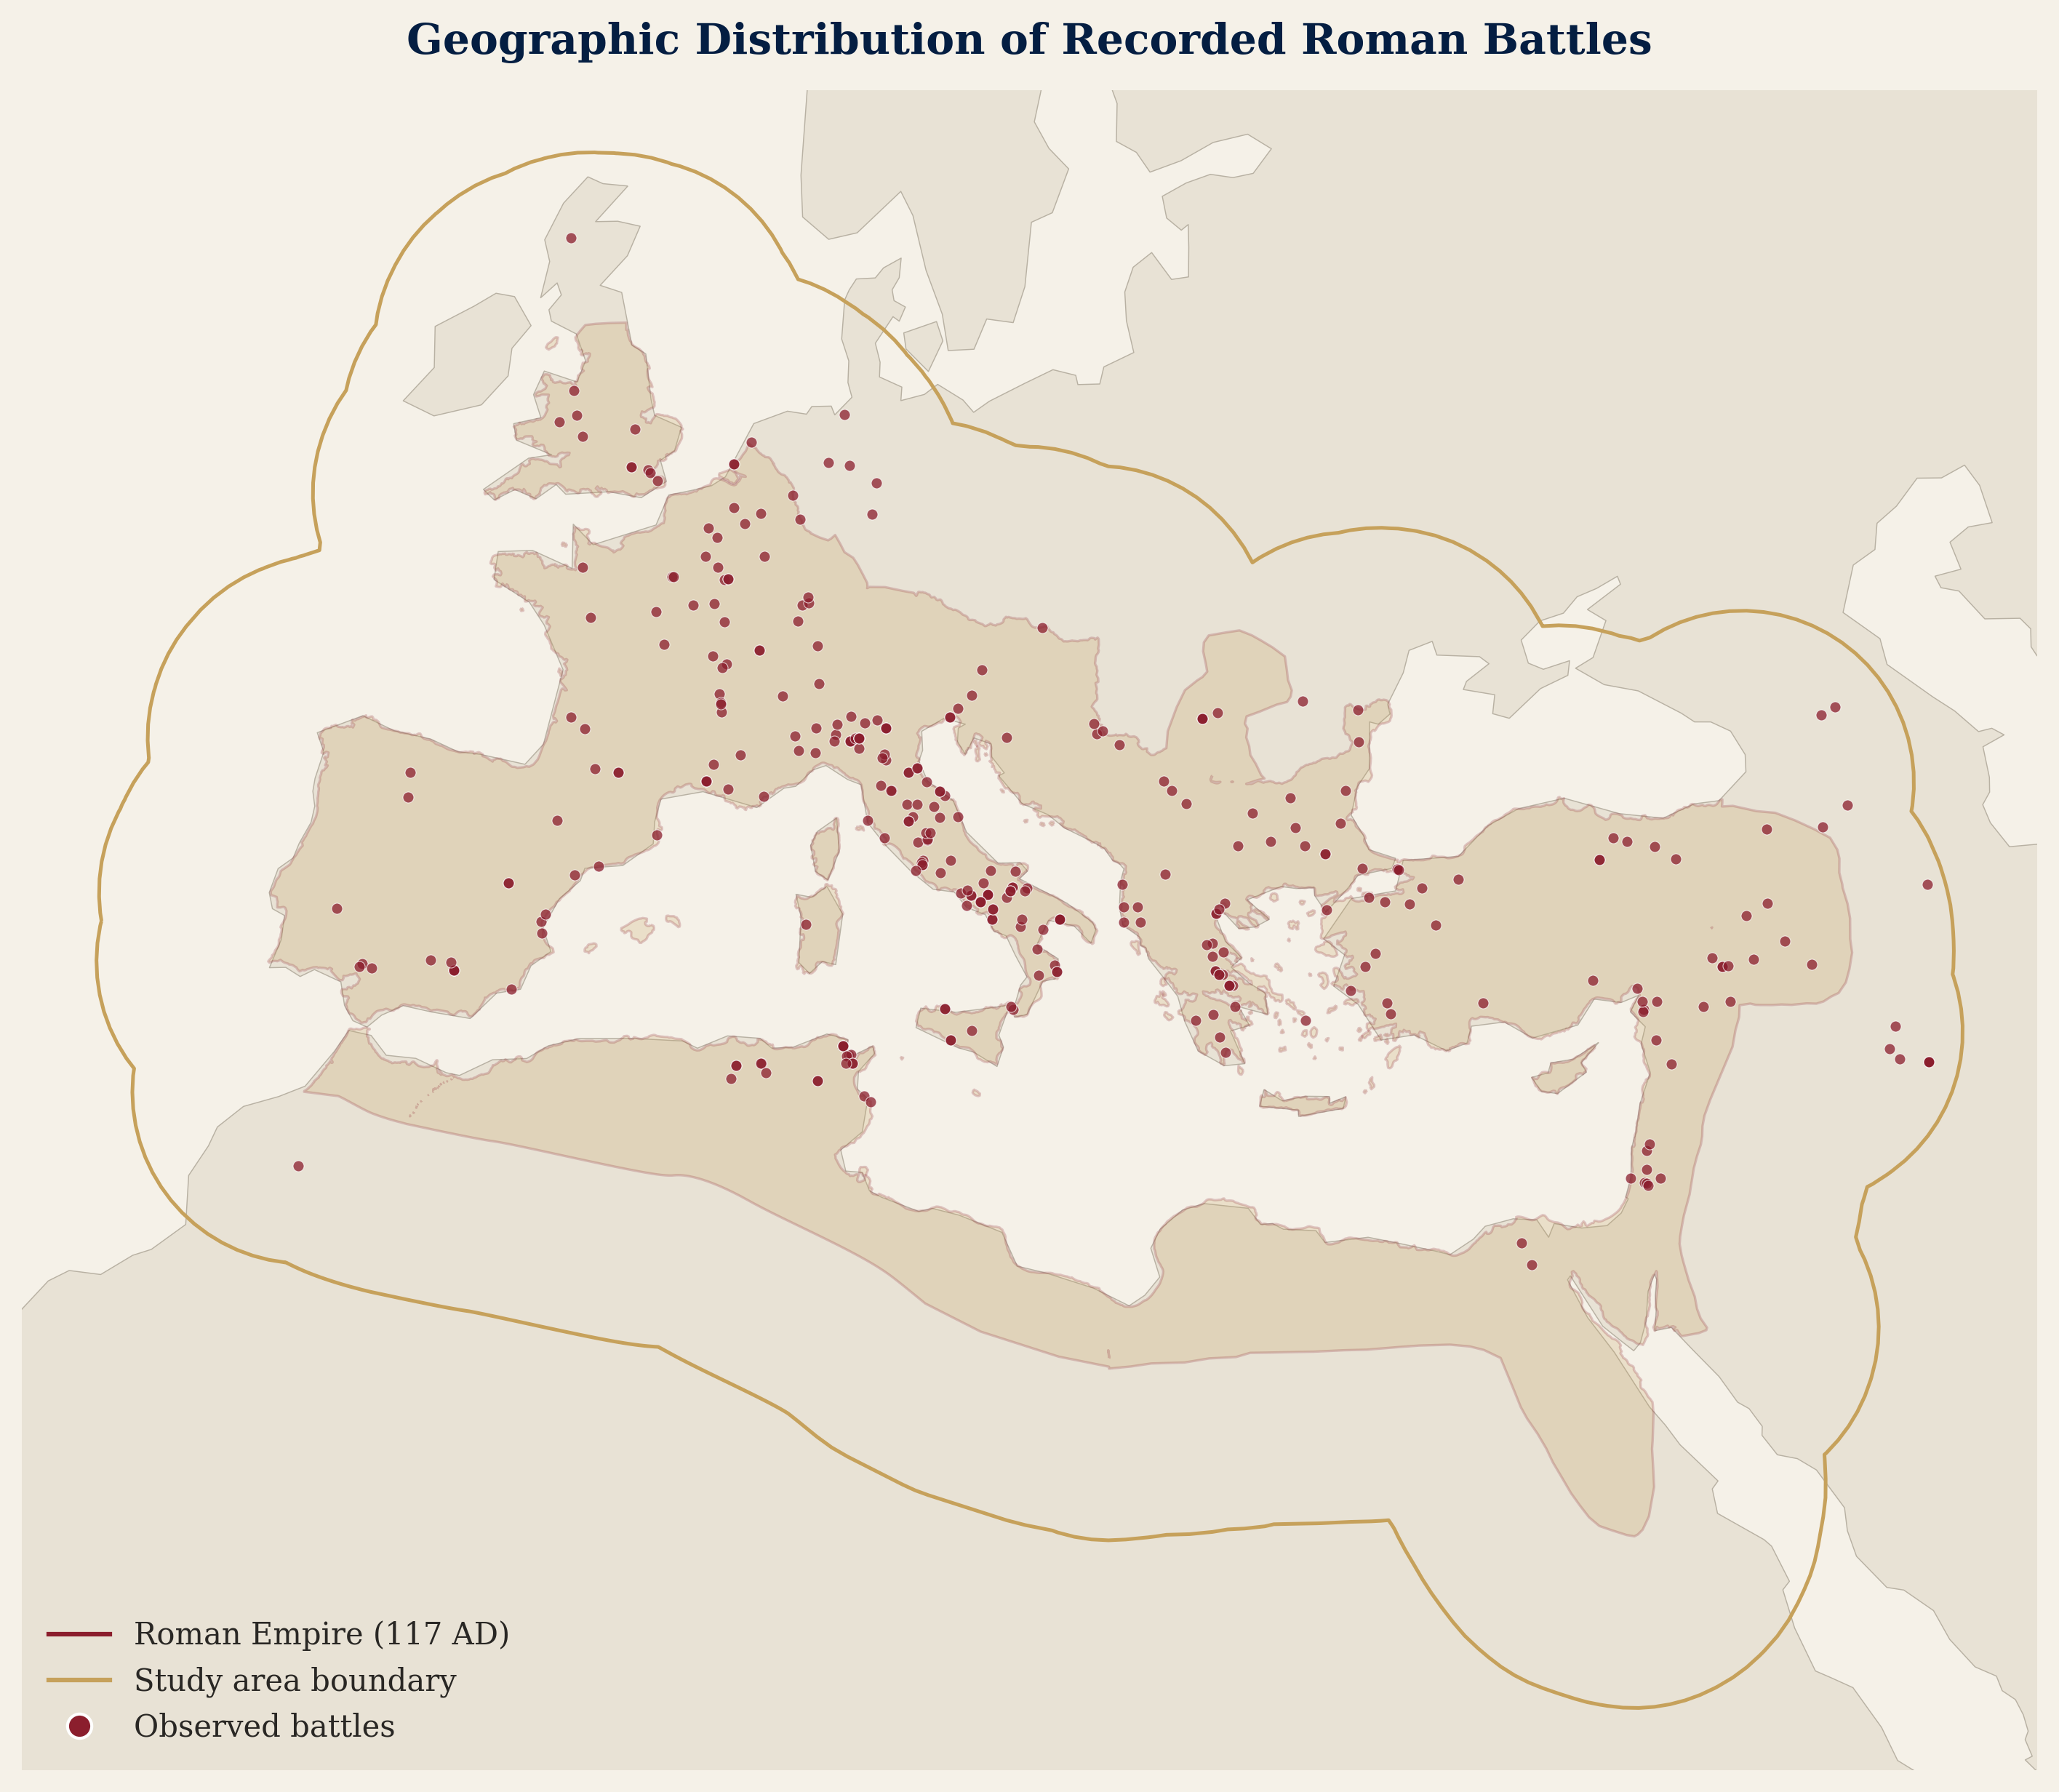 Geographic Distribution of Recorded Roman Battles
Roman Empire (117 AD)
Study area boundary
Observed battles